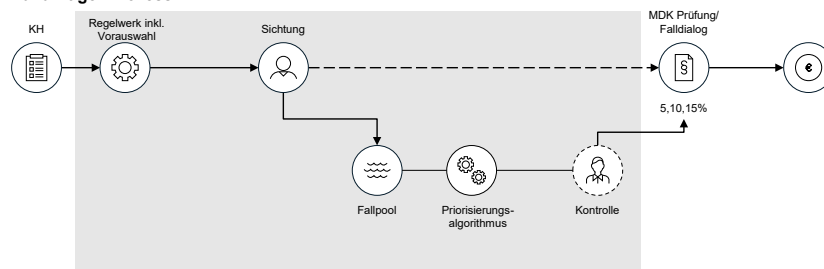 KH
Regelwerk inkl.
Vorauswahl
Sichtung
MDK Prüfung/
Falldialog
§
€
5,10,15%
Fallpool
Priorisierungs-
algorithmus
Kontrolle